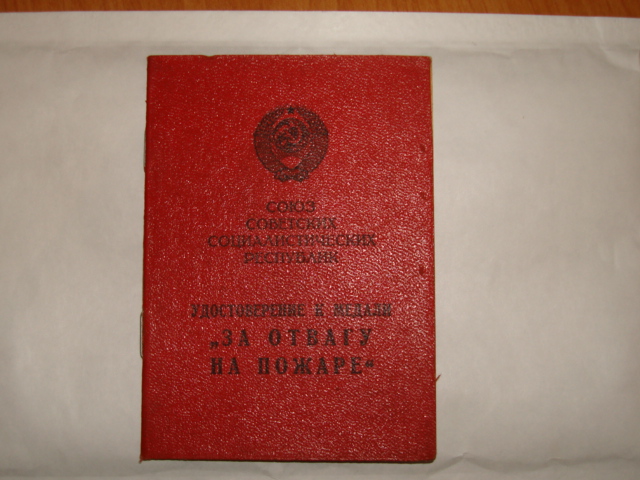 СОЮЗ
СОВЕТСКИХ
СОЦИАЛИСТИЧЕСКИХ
РЕСПУБЛИК
УДОСТОВЕРЕНИЕ К МЕДАЛИ
„ЗА ОТВАГУ
НА ПОЖАРЕ“